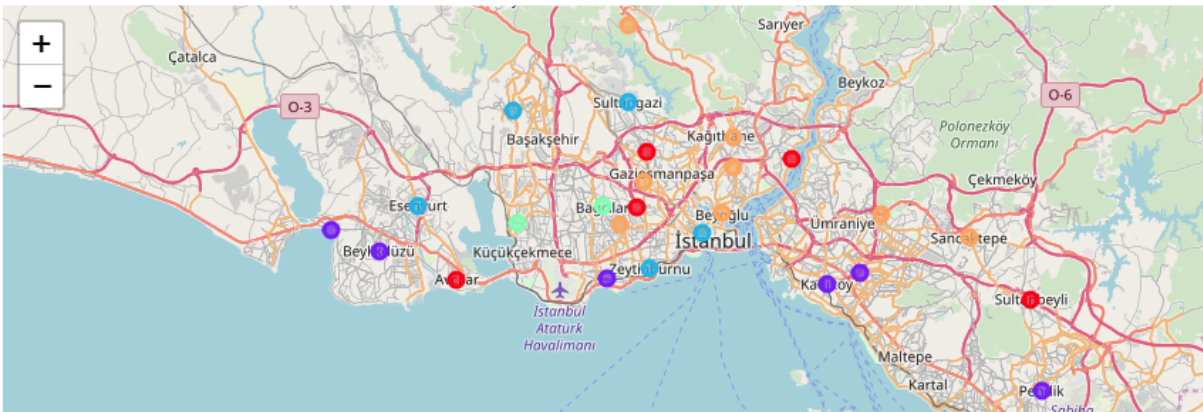 +
−
Sarıyer
Çatalca
Beykoz
O-6
O-3
Sultangazi
Polonezköy
Ormanı
Başakşehir
Kağıthane
Gaziosmanpaşa
Çekmeköy
Esenyurt
Beyoğlu
Ümraniye
Sancaktepe
İstanbul
Beylikdüzü
Küçükçekmece
Zeytinburnu
Avcılar
Kadıköy
Sultanbeyli
İstanbul
Atatürk
Havalimanı
Maltepe
Kartal
Pendik
Sabiha